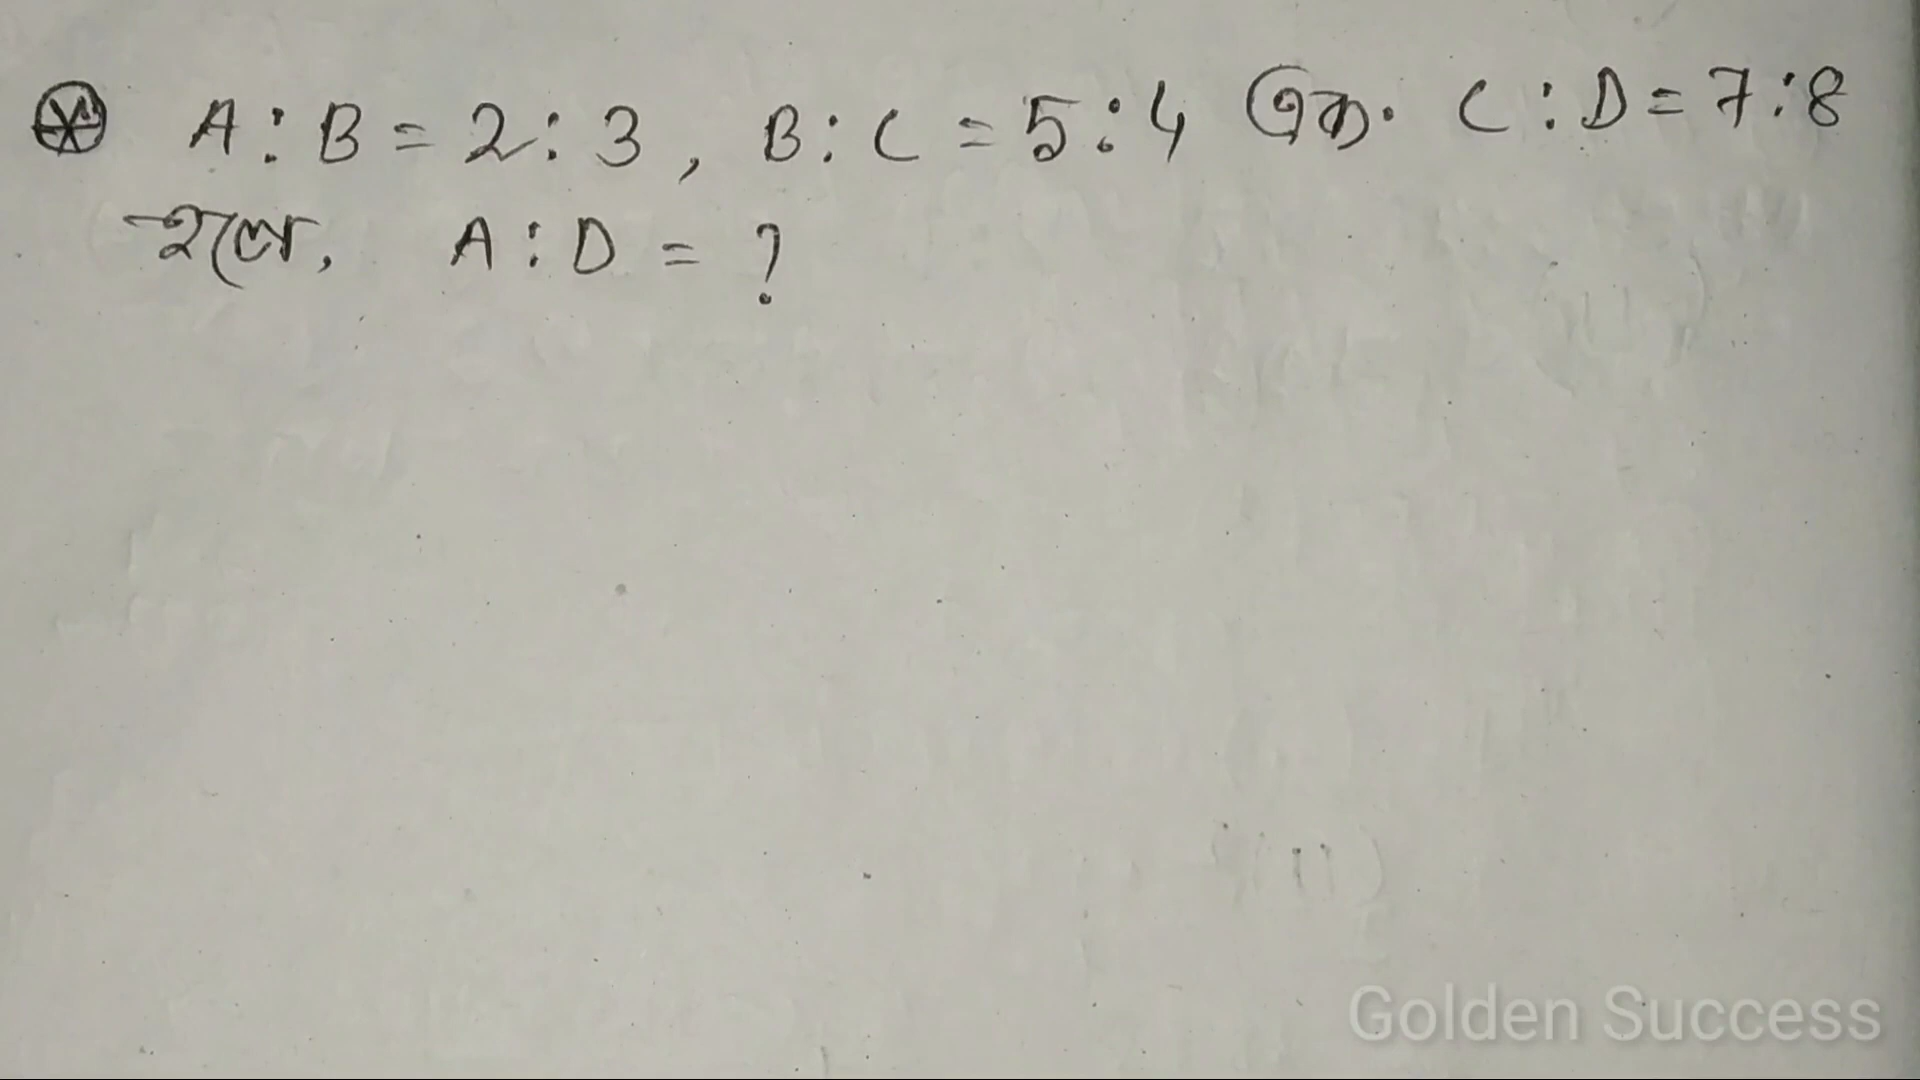 A : B = 2 : 3 , B : C = 5 : 4 এবং C : D = 7 : 8
হলে, A : D = ?
Golden Success